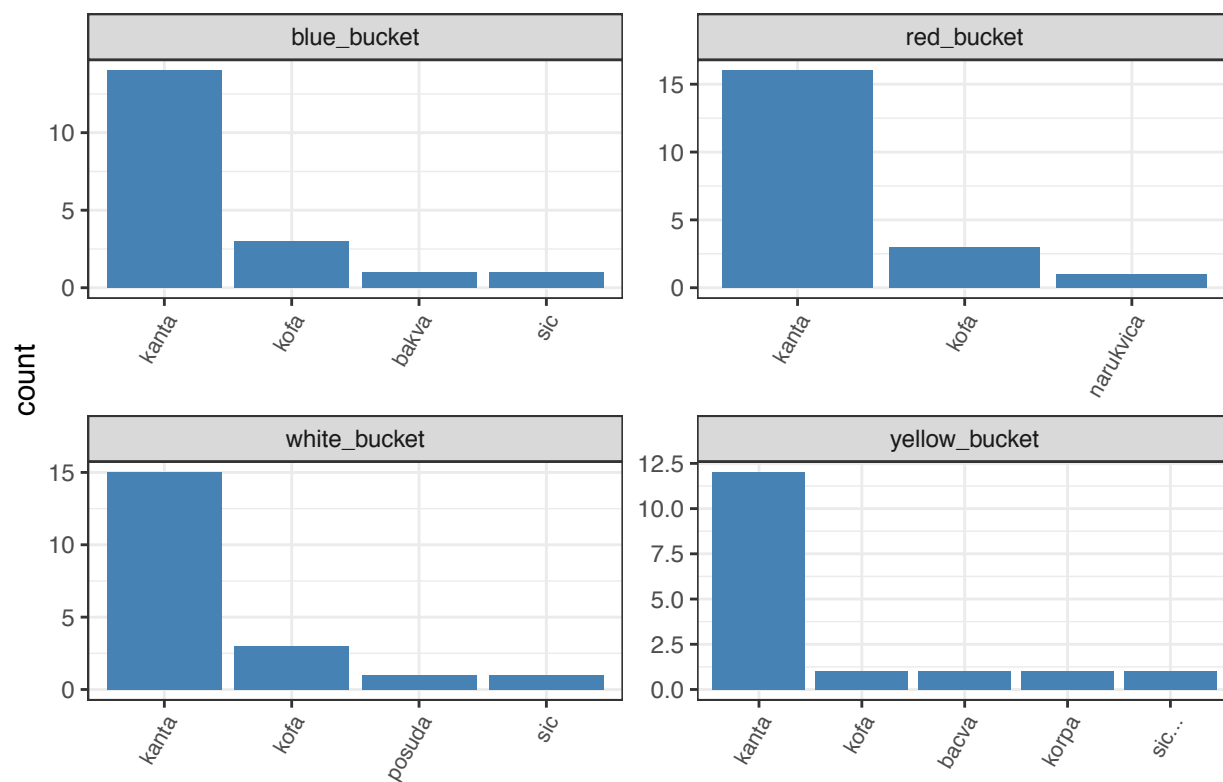 blue_bucket
red_bucket
10
5
0
15
10
5
0
kanta
kofa
bakva
sic
kanta
kofa
narukvica
count
white_bucket
yellow_bucket
15
10
5
0
12.5
10.0
7.5
5.0
2.5
0.0
kanta
kofa
posuda
sic
kanta
kofa
bacva
korpa
sic...